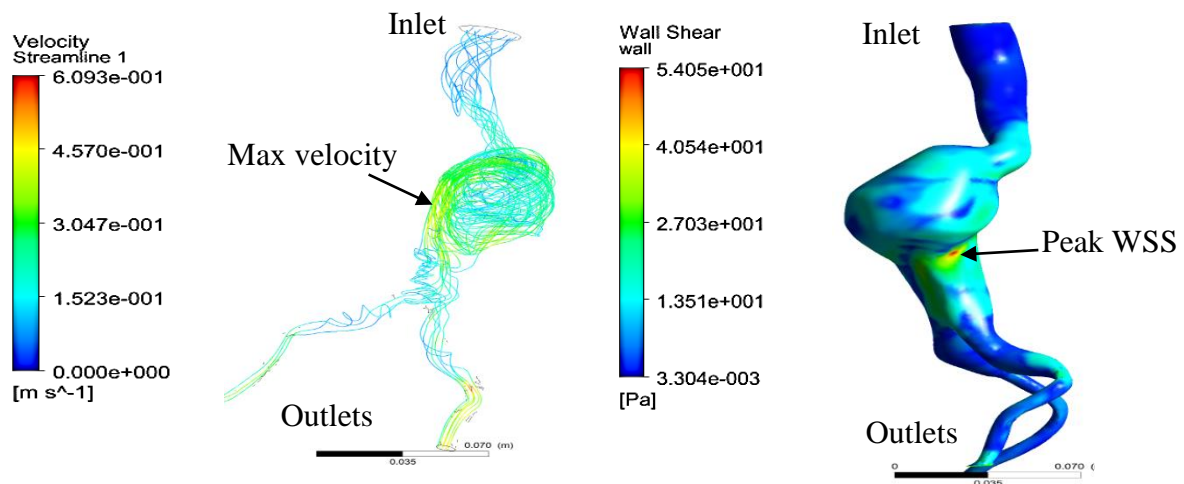 Velocity
Streamline 1
6.093e-001
4.570e-001
3.047e-001
1.523e-001
0.000e+000
[m s^-1]
Inlet
Max velocity
Outlets
0.070 (m)
0.035
Wall Shear
wall
5.405e+001
4.054e+001
2.703e+001
1.351e+001
3.304e-003
[Pa]
Inlet
Peak WSS
Outlets
0
0.070 (
0.035